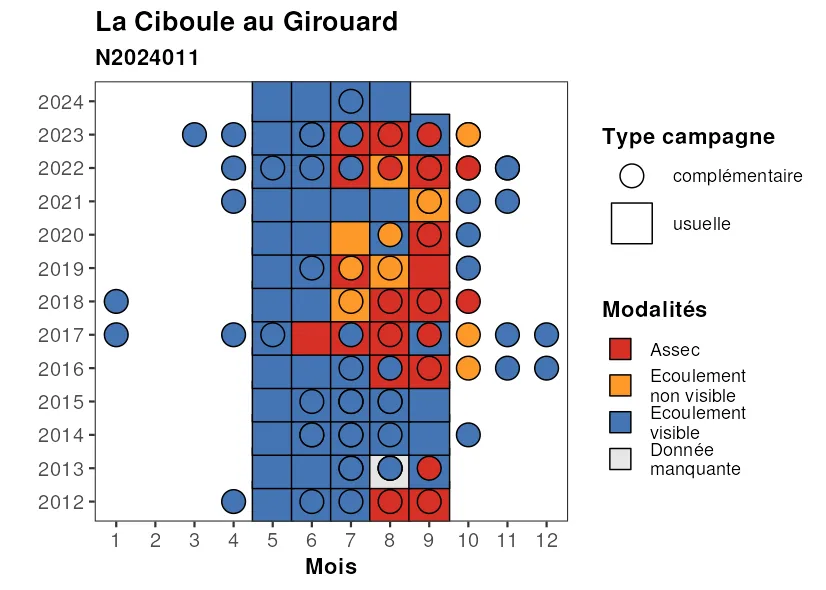 La Ciboule au Girouard
N2024011
2024
2023
2022
2021
2020
2019
2018
2017
2016
2015
2014
2013
2012
1 2 3 4 5 6 7 8 9 10 11 12
Mois
Type campagne
complémentaire
usuelle
Modalités
Assec
Ecoulement
non visible
Ecoulement
visible
Donnée
manquante